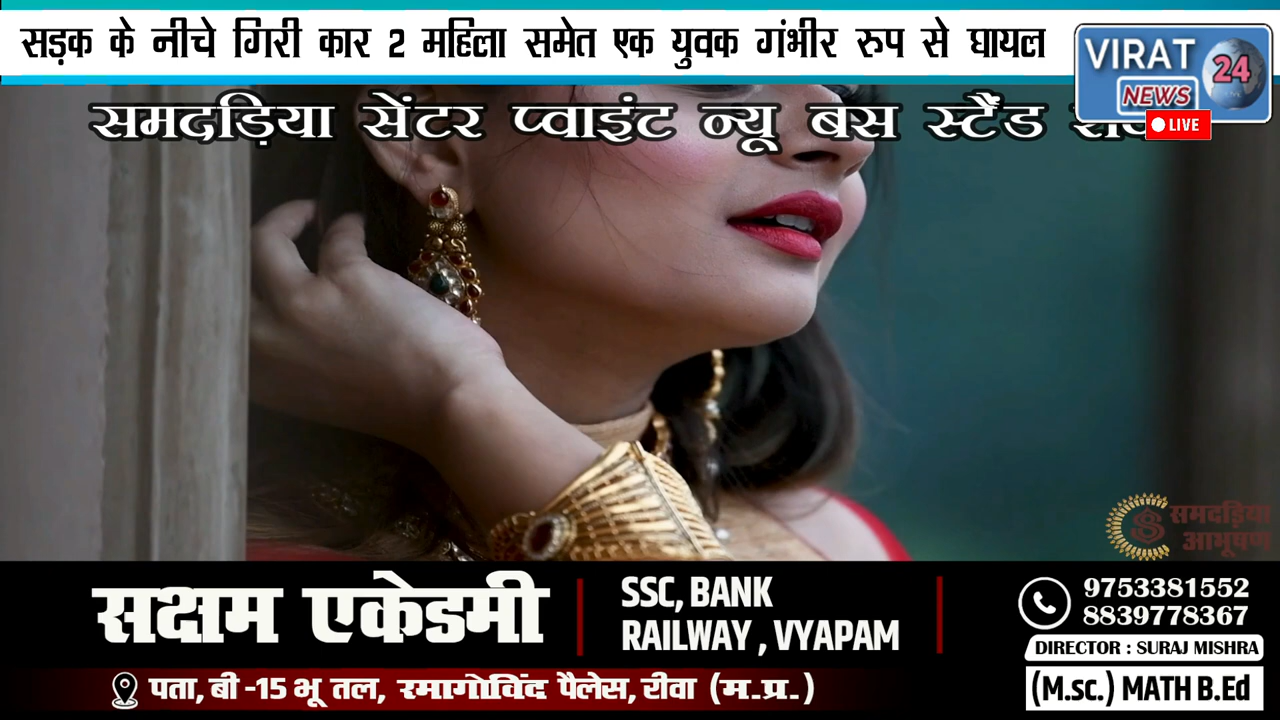 सड़क के नीचे गिरी कार 2 महिला समेत एक युवक गंभीर रुप से घायल
VIRAT
24
NEWS
LIVE
समदड़िया सेंटर प्वाइंट न्यू बस स्टैंड
समदड़िया
आभूषण
सक्षम एकेडमी
SSC, BANK
RAILWAY , VYAPAM
9753381552
8839778367
DIRECTOR : SURAJ MISHRA
(M.SC.) MATH B.Ed
पता, बी -15 भू तल, रमागोविंद पैलेस, रीवा (म.प्र.)